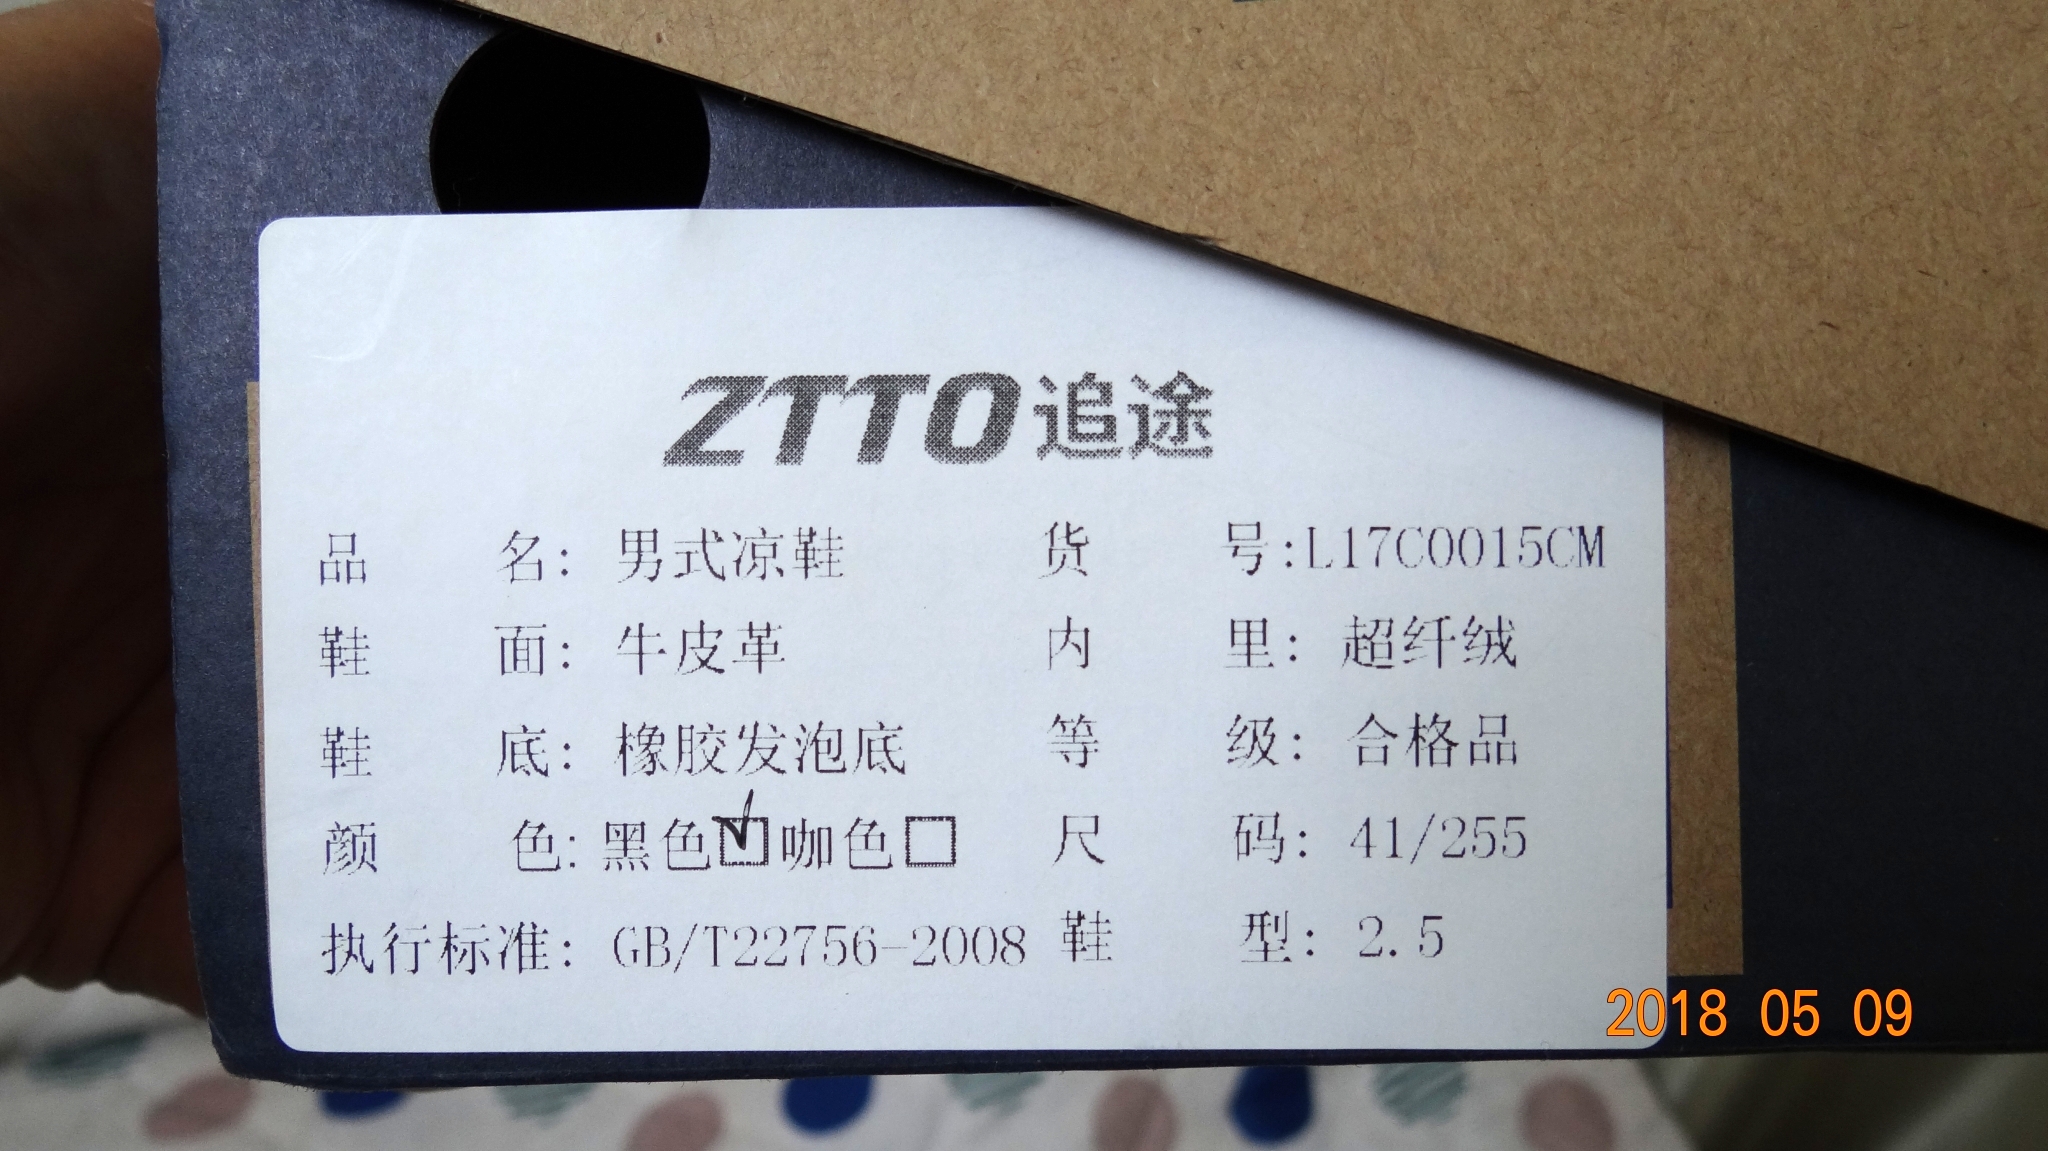 ZTTO追途
品 名: 男式凉鞋 货 号:L17C0015CM
鞋 面: 牛皮革 内 里: 超纤绒
鞋 底: 橡胶发泡底 等 级: 合格品
颜 色: 黑色☑咖色☐ 尺 码: 41/255
执行标准: GB/T22756-2008 鞋 型: 2.5
2018 05 09